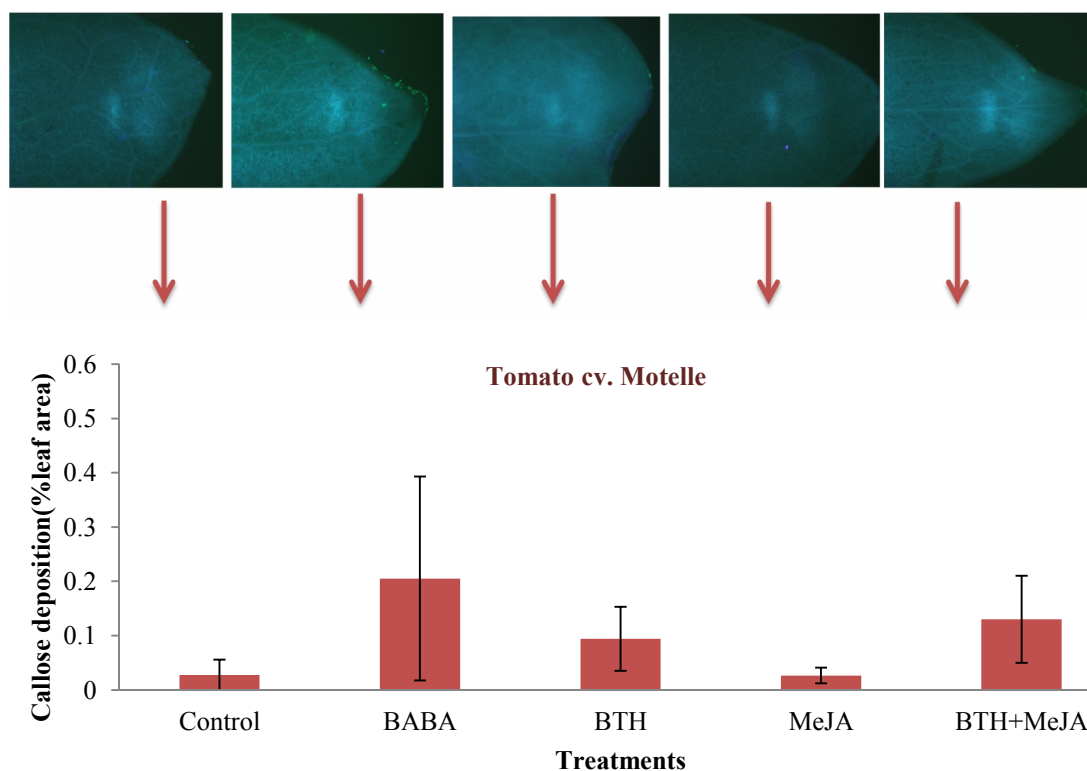 Tomato cv. Motelle
Callose deposition(%leaf area)
0.6
0.5
0.4
0.3
0.2
0.1
0
Control BABA BTH MeJA BTH+MeJA
Treatments